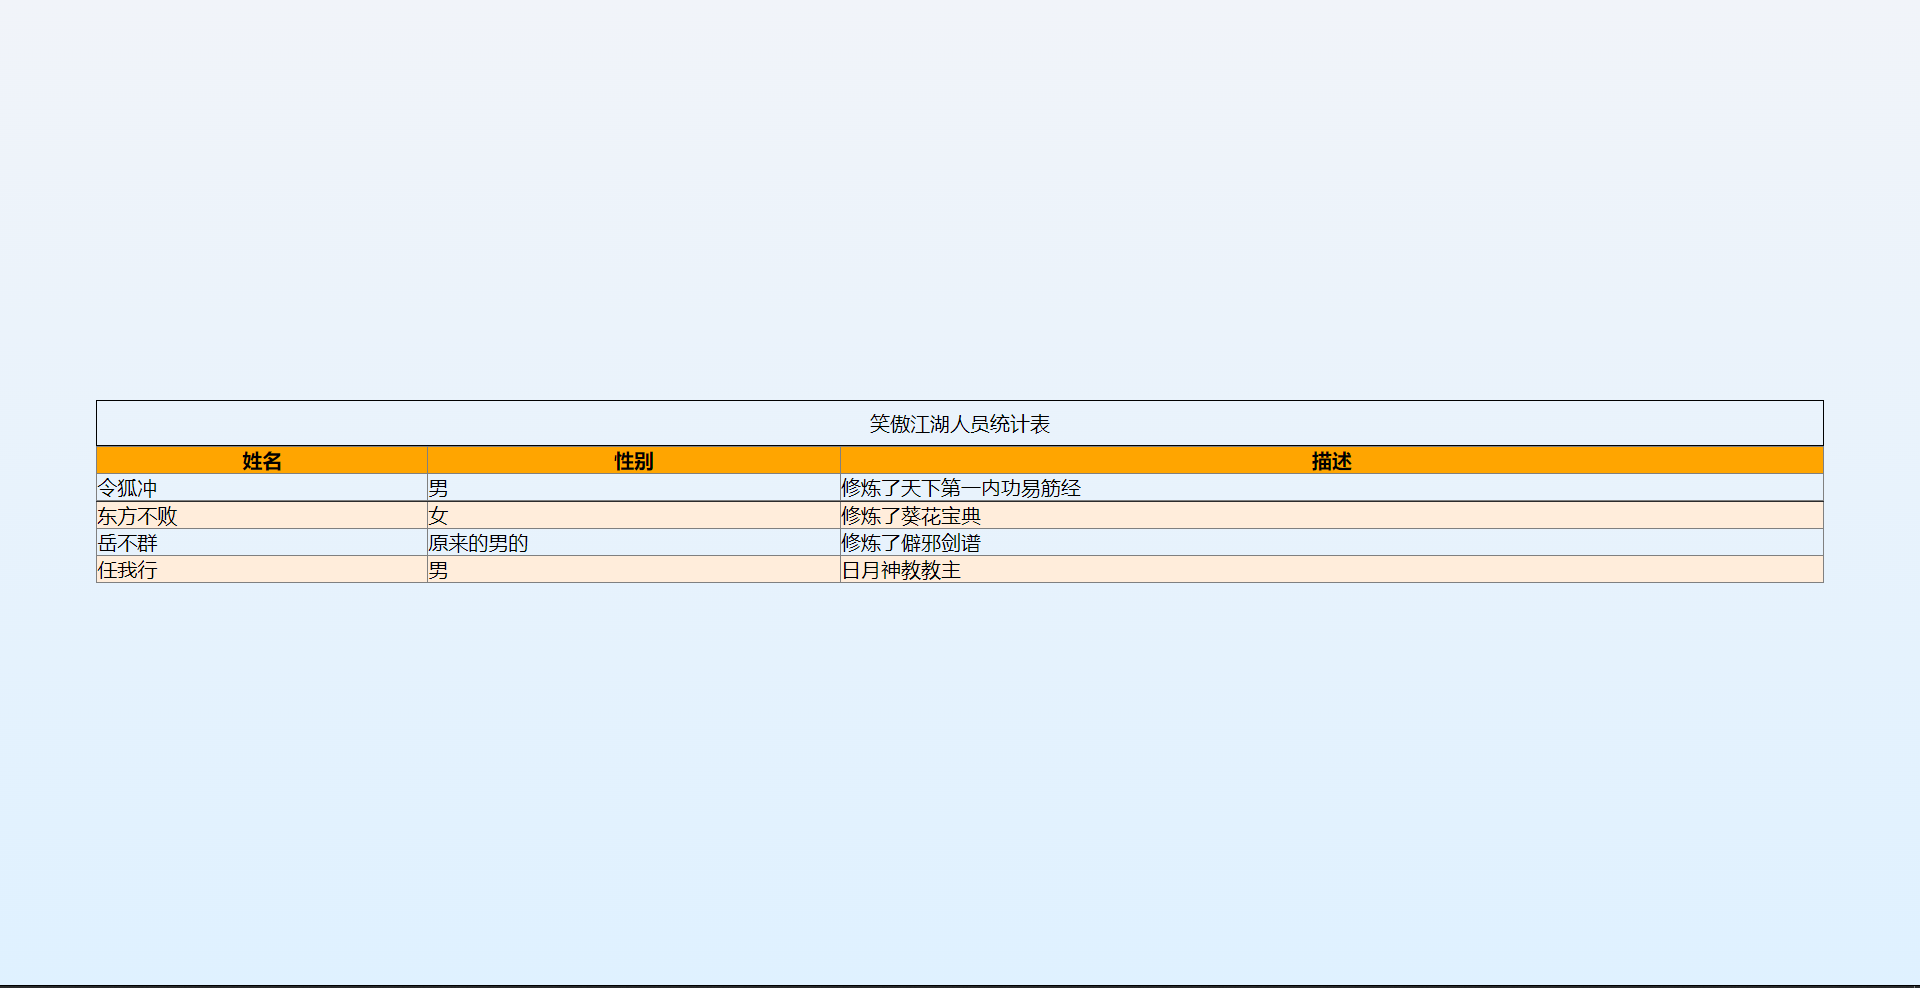 笑傲江湖人员统计表
姓名 性别 描述
令狐冲 男 修炼了天下第一内功易筋经
东方不败 女 修炼了葵花宝典
岳不群 原来的男的 修炼了僻邪剑谱
任我行 男 日月神教教主